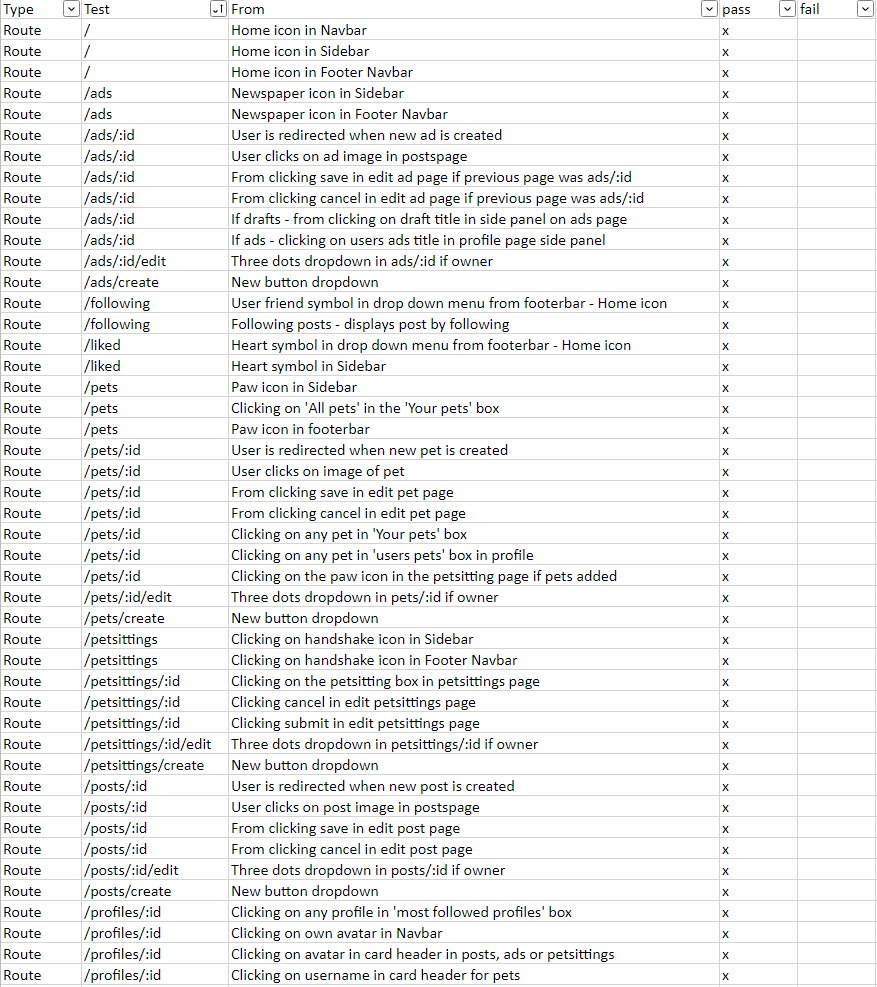 Type Test From pass fail
Route / Home icon in Navbar x
Route / Home icon in Sidebar x
Route / Home icon in Footer Navbar x
Route /ads Newspaper icon in Sidebar x
Route /ads Newspaper icon in Footer Navbar x
Route /ads/:id User is redirected when new ad is created x
Route /ads/:id User clicks on ad image in postspage x
Route /ads/:id From clicking save in edit ad page if previous page was ads/:id x
Route /ads/:id From clicking cancel in edit ad page if previous page was ads/:id x
Route /ads/:id If drafts - from clicking on draft title in side panel on ads page x
Route /ads/:id If ads - clicking on users ads title in profile page side panel x
Route /ads/:id/edit Three dots dropdown in ads/:id if owner x
Route /ads/create New button dropdown x
Route /following User friend symbol in drop down menu from footerbar - Home icon x
Route /following Following posts - displays post by following x
Route /liked Heart symbol in drop down menu from footerbar - Home icon x
Route /liked Heart symbol in Sidebar x
Route /pets Paw icon in Sidebar x
Route /pets Clicking on 'All pets' in the 'Your pets' box x
Route /pets Paw icon in footerbar x
Route /pets/:id User is redirected when new pet is created x
Route /pets/:id User clicks on image of pet x
Route /pets/:id From clicking save in edit pet page x
Route /pets/:id From clicking cancel in edit pet page x
Route /pets/:id Clicking on any pet in 'Your pets' box x
Route /pets/:id Clicking on any pet in 'users pets' box in profile x
Route /pets/:id Clicking on the paw icon in the petsitting page if pets added x
Route /pets/:id/edit Three dots dropdown in pets/:id if owner x
Route /pets/create New button dropdown x
Route /petsittings Clicking on handshake icon in Sidebar x
Route /petsittings Clicking on handshake icon in Footer Navbar x
Route /petsittings/:id Clicking on the petsitting box in petsittings page x
Route /petsittings/:id Clicking cancel in edit petsittings page x
Route /petsittings/:id Clicking submit in edit petsittings page x
Route /petsittings/:id/edit Three dots dropdown in petsittings/:id if owner x
Route /petsittings/create New button dropdown x
Route /posts/:id User is redirected when new post is created x
Route /posts/:id User clicks on post image in postspage x
Route /posts/:id From clicking save in edit post page x
Route /posts/:id From clicking cancel in edit post page x
Route /posts/:id/edit Three dots dropdown in posts/:id if owner x
Route /posts/create New button dropdown x
Route /profiles/:id Clicking on any profile in 'most followed profiles' box x
Route /profiles/:id Clicking on own avatar in Navbar x
Route /profiles/:id Clicking on avatar in card header in posts, ads or petsittings x
Route /profiles/:id Clicking on username in card header for pets x